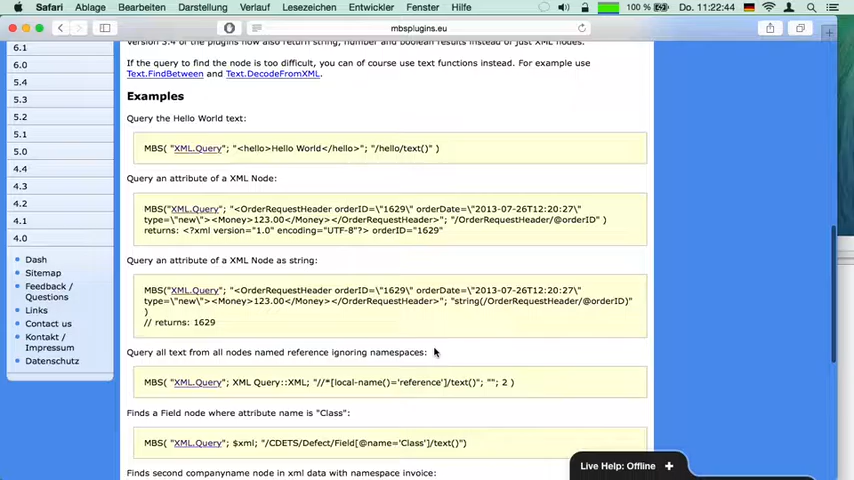 Safari Ablage Bearbeiten Darstellung Verlauf Lesezeichen Entwickler Fenster Hilfe 100 % Do. 11:22:44
mbsplugins.eu
6.1
6.0
5.4
5.3
5.2
5.1
5.0
4.4
4.3
4.2
4.1
4.0
Dash
Sitemap
Feedback /
Questions
Links
Contact us
Kontakt /
Impressum
Datenschutz
version 3.4 of the plugins now also return string, number and boolean results instead of just XML nodes.
If the query to find the node is too difficult, you can of course use text functions instead. For example use
Text.FindBetween and Text.DecodeFromXML.
Examples
Query the Hello World text:
MBS( "XML.Query"; "<hello>Hello World</hello>"; "/hello/text()" )
Query an attribute of a XML Node:
MBS("XML.Query"; "<OrderRequestHeader orderID=\"1629\" orderDate=\"2013-07-26T12:20:27\"
type=\"new\"><Money>123.00</Money></OrderRequestHeader>"; "/OrderRequestHeader/@orderID" )
returns: <?xml version="1.0" encoding="UTF-8"?> orderID="1629"
Query an attribute of a XML Node as string:
MBS("XML.Query"; "<OrderRequestHeader orderID=\"1629\" orderDate=\"2013-07-26T12:20:27\"
type=\"new\"><Money>123.00</Money></OrderRequestHeader>"; "string(/OrderRequestHeader/@orderID)"
)
// returns: 1629
Query all text from all nodes named reference ignoring namespaces:
MBS( "XML.Query"; XML Query::XML; "//*[local-name()='reference']/text()"; ""; 2 )
Finds a Field node where attribute name is "Class":
MBS( "XML.Query"; $xml; "/CDETS/Defect/Field[@name='Class']/text()")
Finds second companyname node in xml data with namespace invoice:
Live Help: Offline +